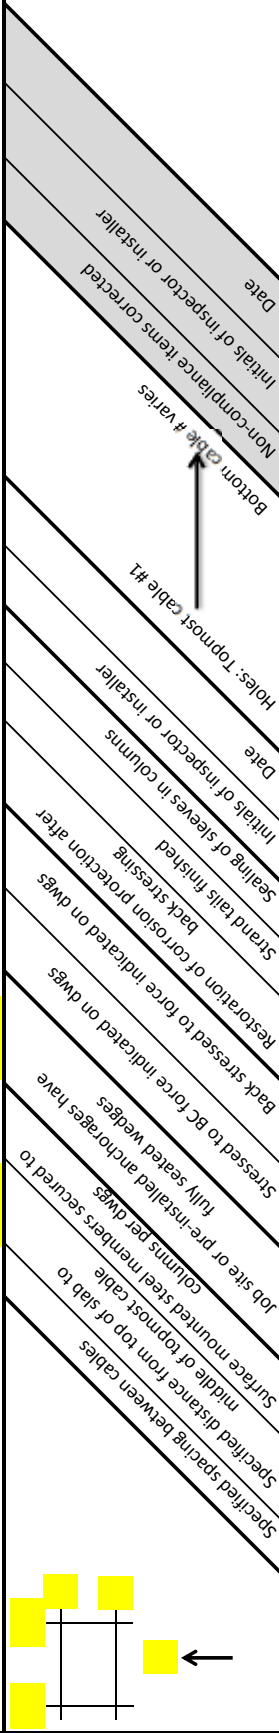 Date
Initials of inspector or installer
Non-compliance items corrected
Bottom cable # varies
Holes: Topmost cable #1
Date
Initials of inspector or installer
Sealing of sleeves in columns
Strand tails finished
Restoration of corrosion protection after
back stressing
Back stressed to force indicated on dwgs
Stressed to BC force indicated on dwgs
Job site or pre-installed anchorages have
fully seated wedges
Surface mounted steel members secured to
columns per dwgs
Specified distance from top of slab to
middle of topmost cable
Specified spacing between cables